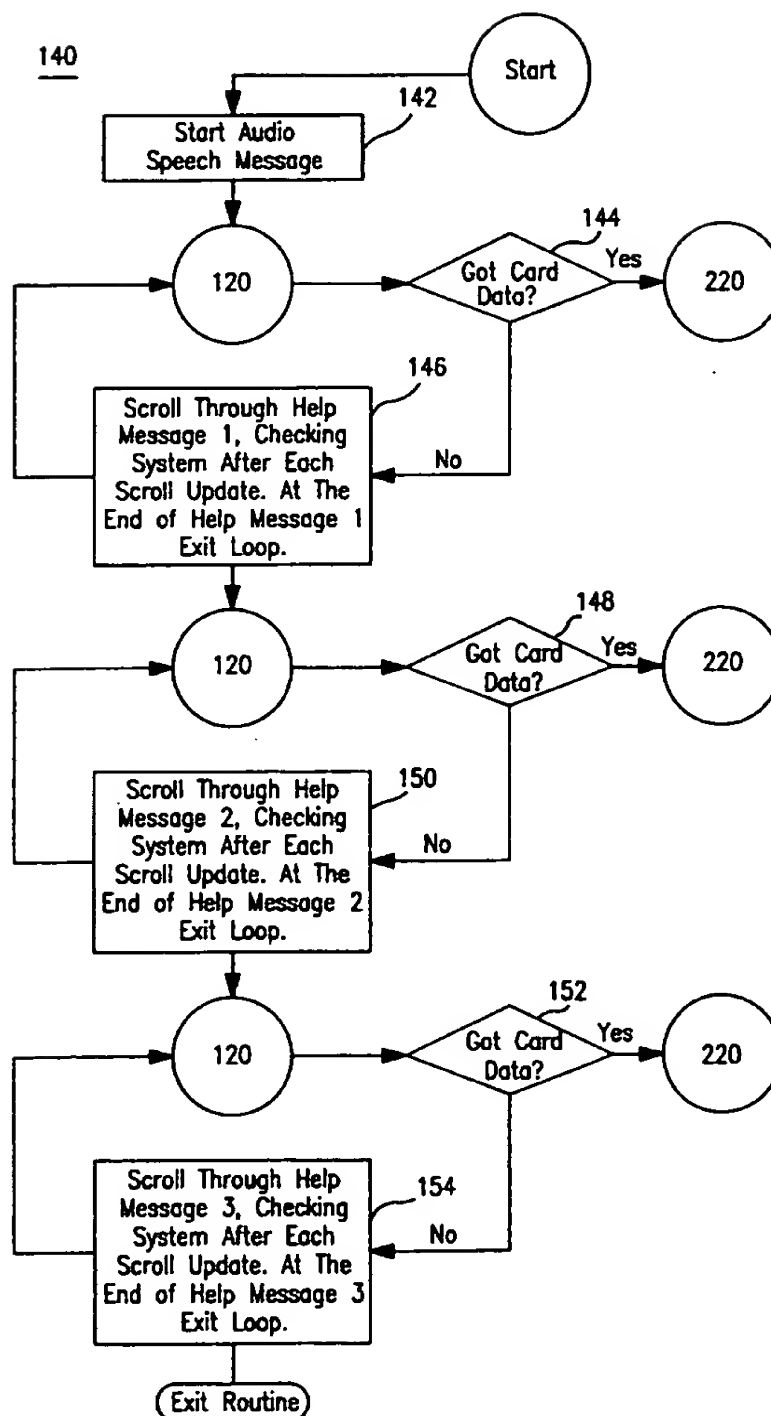 140
Start
142
Start Audio
Speech Message
120
144
Got Card
Data?
Yes
220
146
Scroll Through Help
Message 1, Checking
System After Each
Scroll Update. At The
End of Help Message 1
Exit Loop.
No
120
148
Got Card
Data?
Yes
220
150
Scroll Through Help
Message 2, Checking
System After Each
Scroll Update. At The
End of Help Message 2
Exit Loop.
No
120
152
Got Card
Data?
Yes
220
154
Scroll Through Help
Message 3, Checking
System After Each
Scroll Update. At The
End of Help Message 3
Exit Loop.
No
Exit Routine